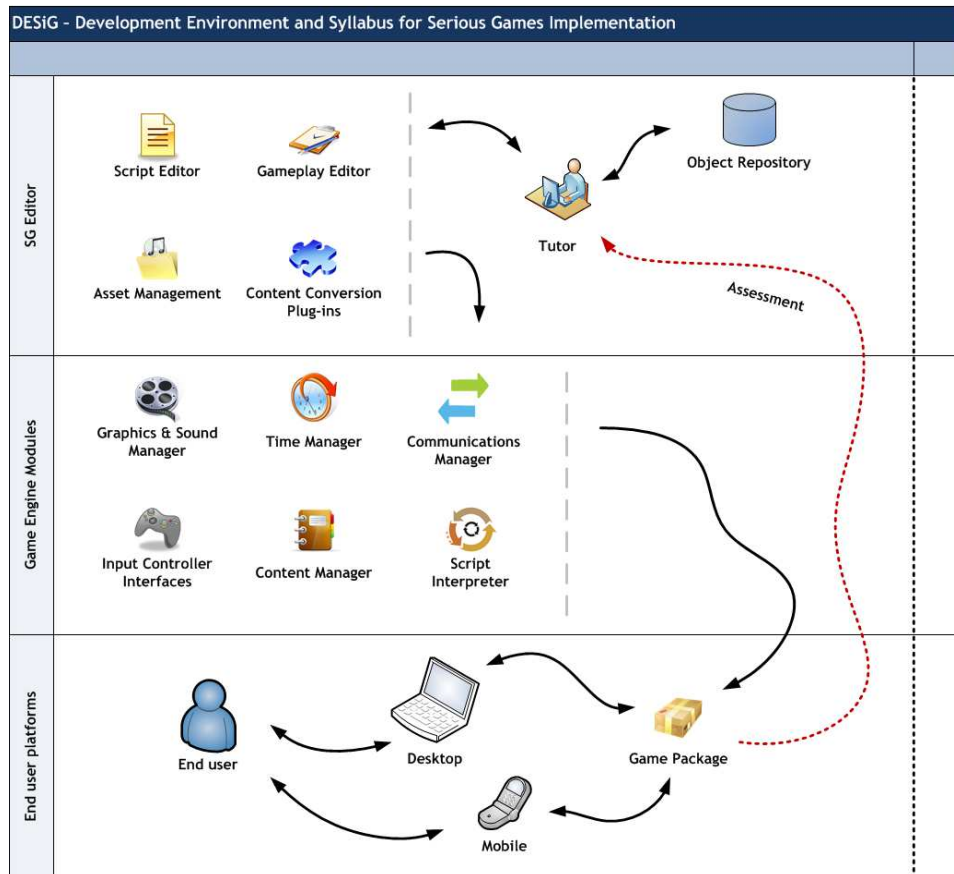 DESiG - Development Environment and Syllabus for Serious Games Implementation
SG Editor
Script Editor
Gameplay Editor
Object Repository
Tutor
Asset Management
Content Conversion
Plug-ins
Assessment
Game Engine Modules
Graphics & Sound
Manager
Time Manager
Communications
Manager
Input Controller
Interfaces
Content Manager
Script
Interpreter
End user platforms
End user
Desktop
Game Package
Mobile